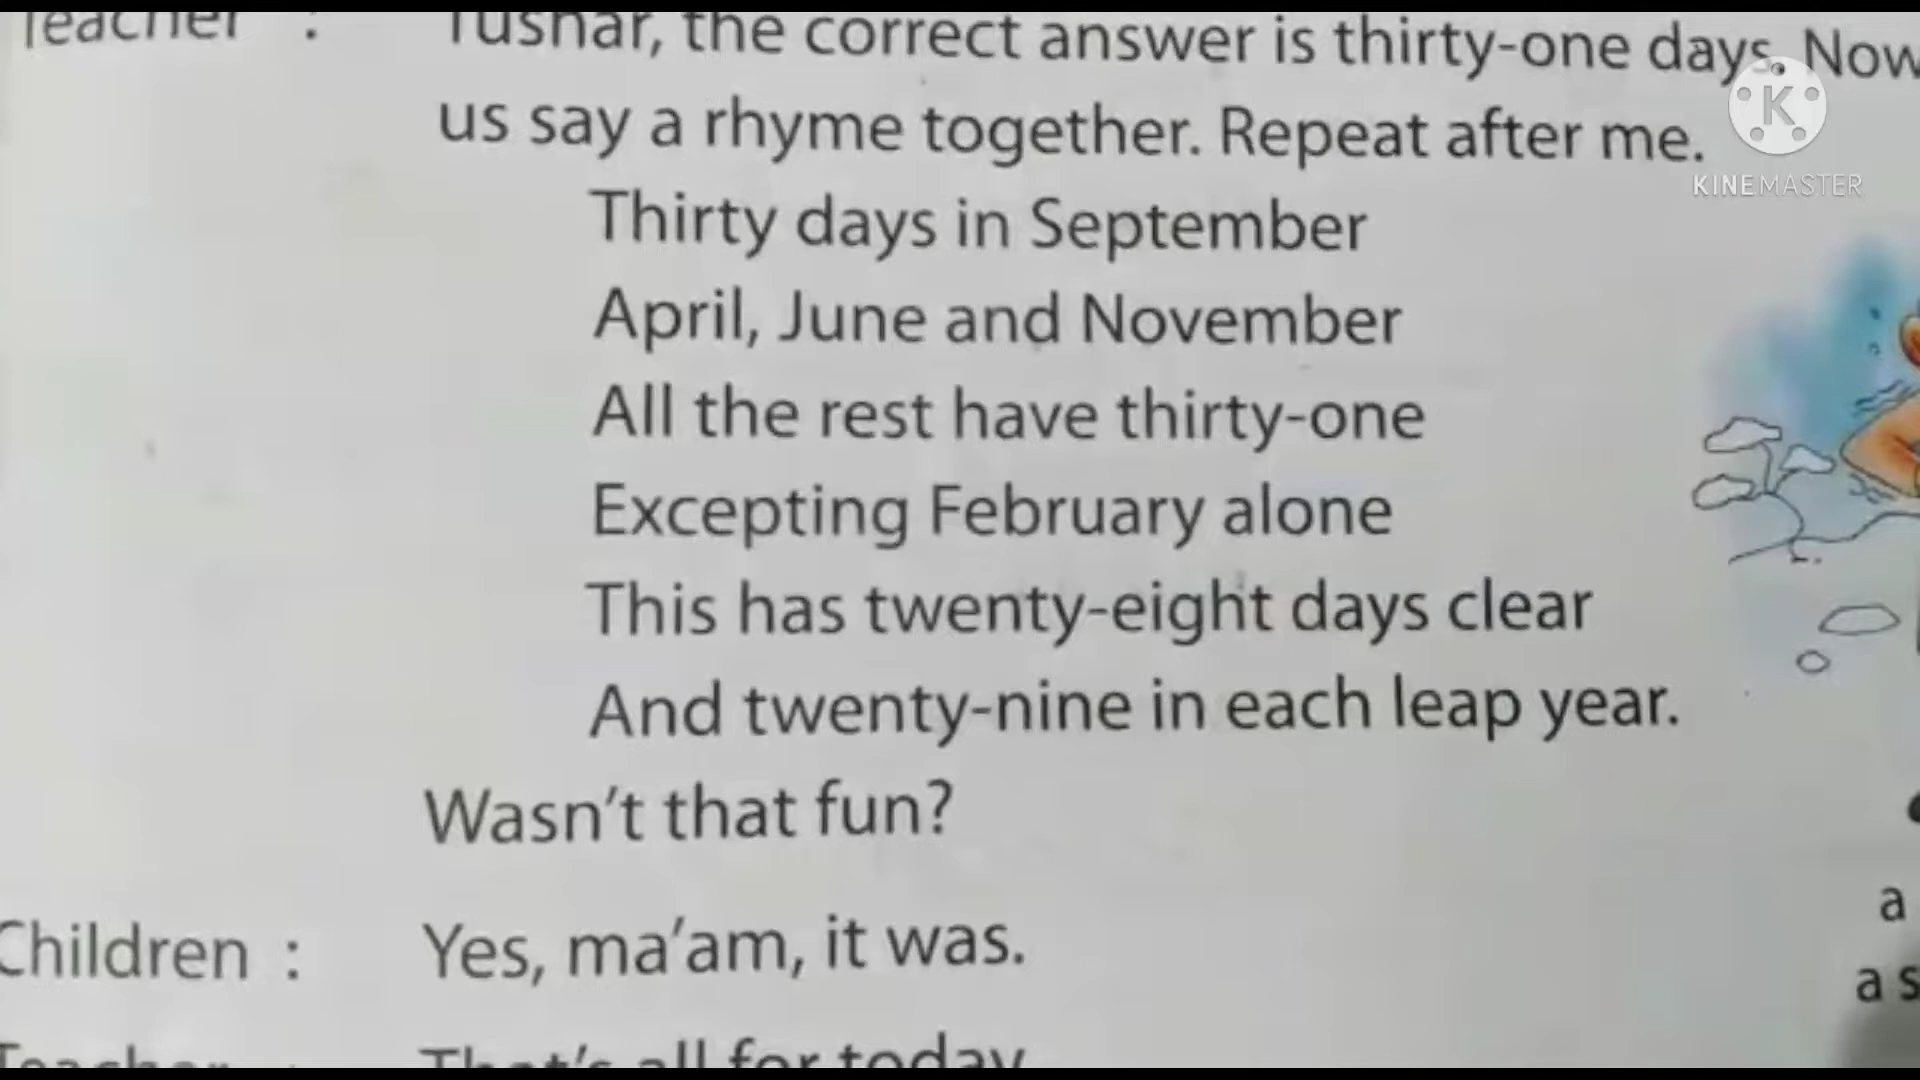 Teacher : Tushar, the correct answer is thirty-one days. Now
us say a rhyme together. Repeat after me.
K
KINEMASTER
Thirty days in September
April, June and November
All the rest have thirty-one
Excepting February alone
This has twenty-eight days clear
And twenty-nine in each leap year.
Wasn't that fun?
a
Children : Yes, ma'am, it was.
a s
Teacher : That's all for today